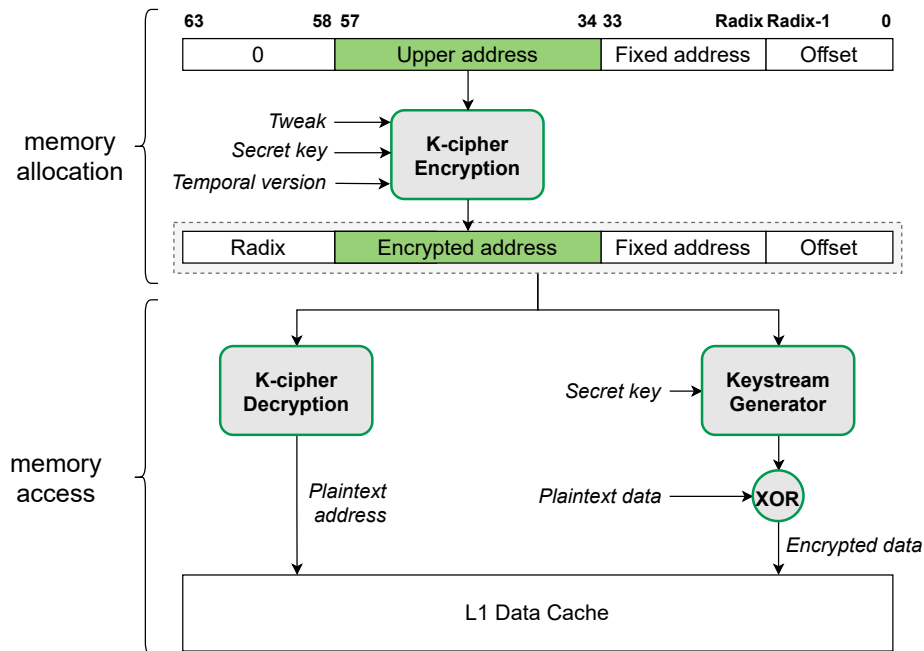 63 58 57 34 33 Radix Radix-1 0
0 Upper address Fixed address Offset
Tweak
Secret key
Temporal version
K-cipher
Encryption
memory
allocation
Radix Encrypted address Fixed address Offset
K-cipher
Decryption
Secret key
Keystream
Generator
memory
access
Plaintext
address
Plaintext data
XOR
Encrypted data
L1 Data Cache